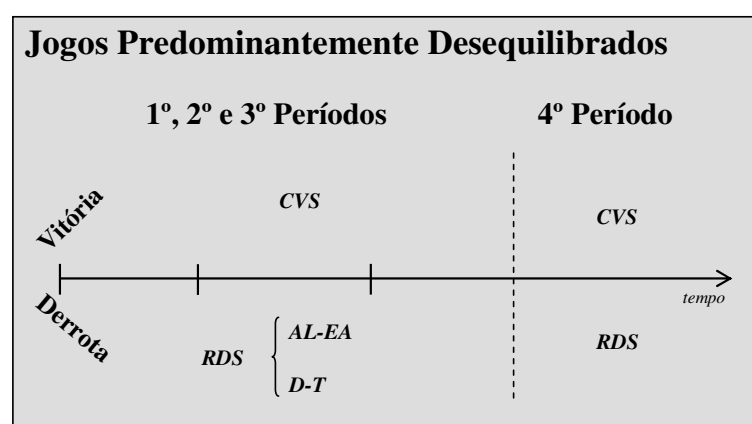 Jogos Predominantemente Desequilibrados
1º, 2º e 3º Períodos
4º Período
Vitória
CVS
CVS
tempo
Derrota
RDS
AL-EA
D-T
RDS